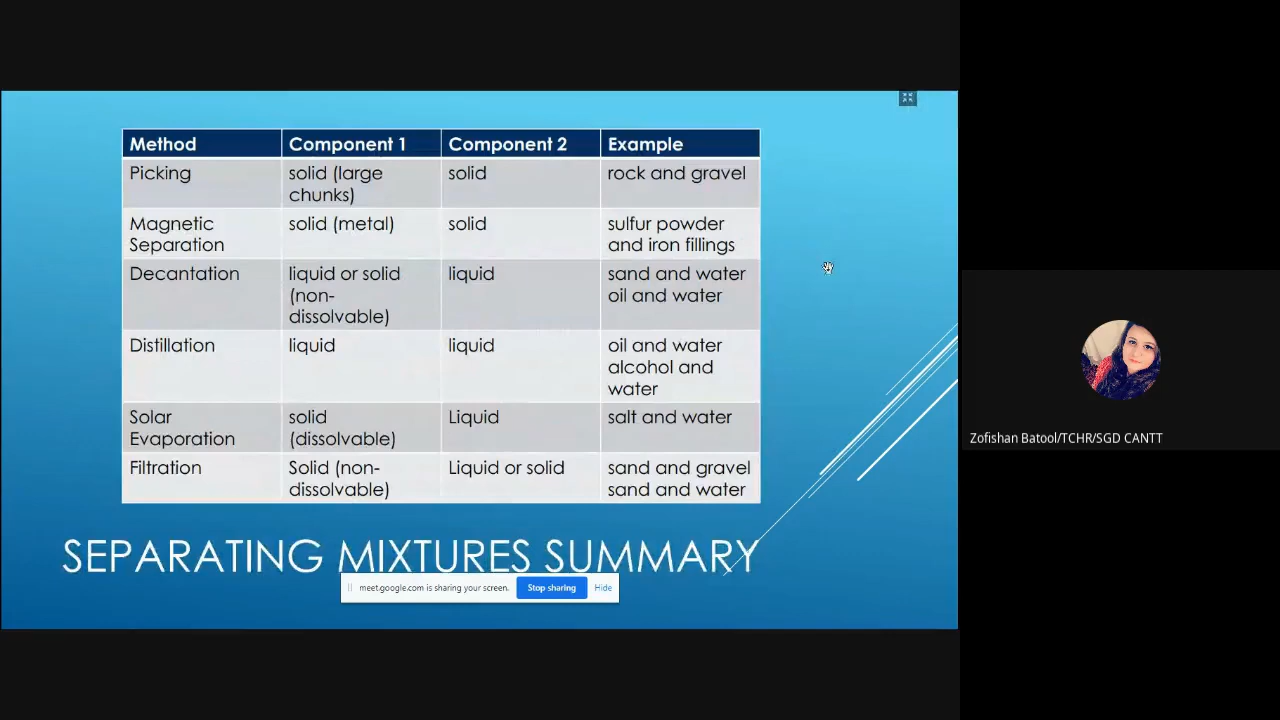 Method Component 1 Component 2 Example
Picking solid (large solid rock and gravel
chunks)
Magnetic solid (metal) solid sulfur powder
Separation and iron fillings
Decantation liquid or solid liquid sand and water
(non- oil and water
dissolvable)
Distillation liquid liquid oil and water
alcohol and
water
Solar solid Liquid salt and water
Evaporation (dissolvable)
Filtration Solid (non- Liquid or solid sand and gravel
dissolvable) sand and water
SEPARATING MIXTURES SUMMARY
meet.google.com is sharing your screen. Stop sharing Hide
Zofishan Batool/TCHR/SGD CANTT